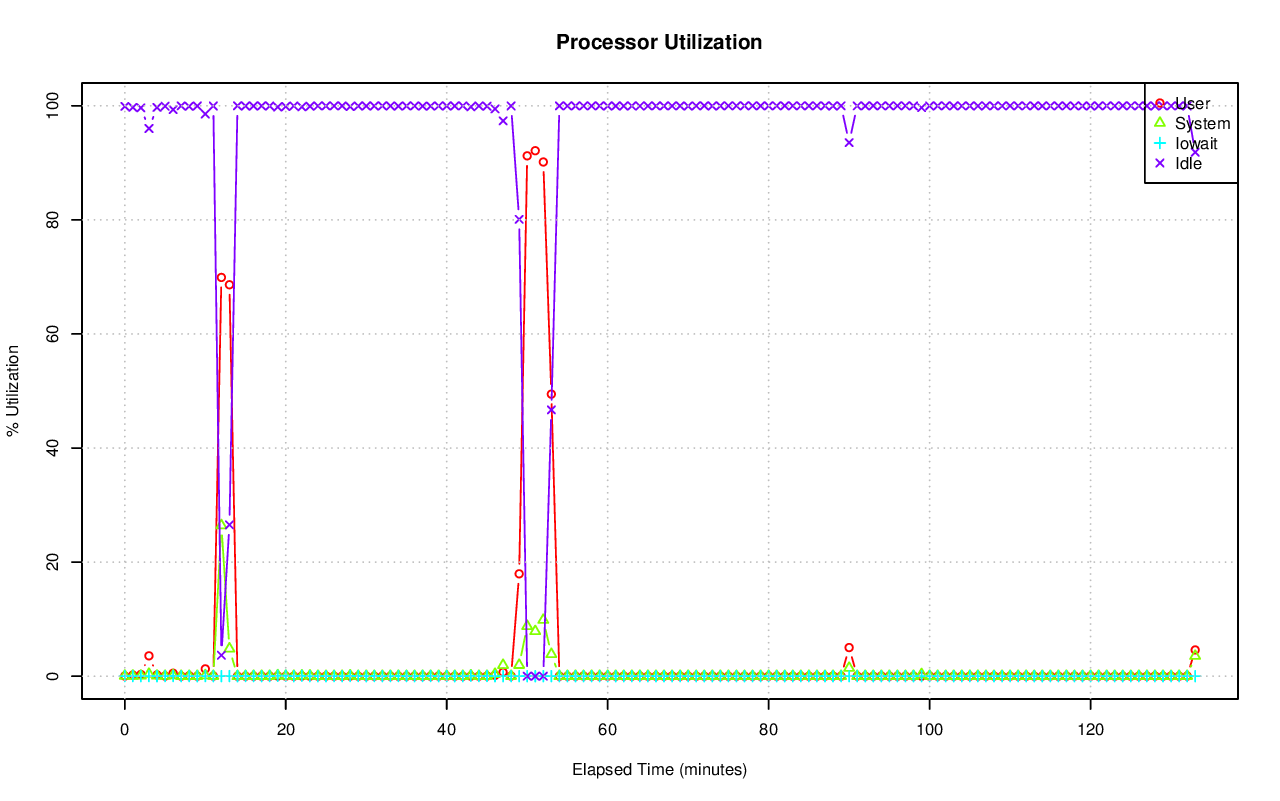 Processor Utilization
100
80
60
40
20
0
% Utilization
User
System
Iowait
Idle
0 20 40 60 80 100 120
Elapsed Time (minutes)